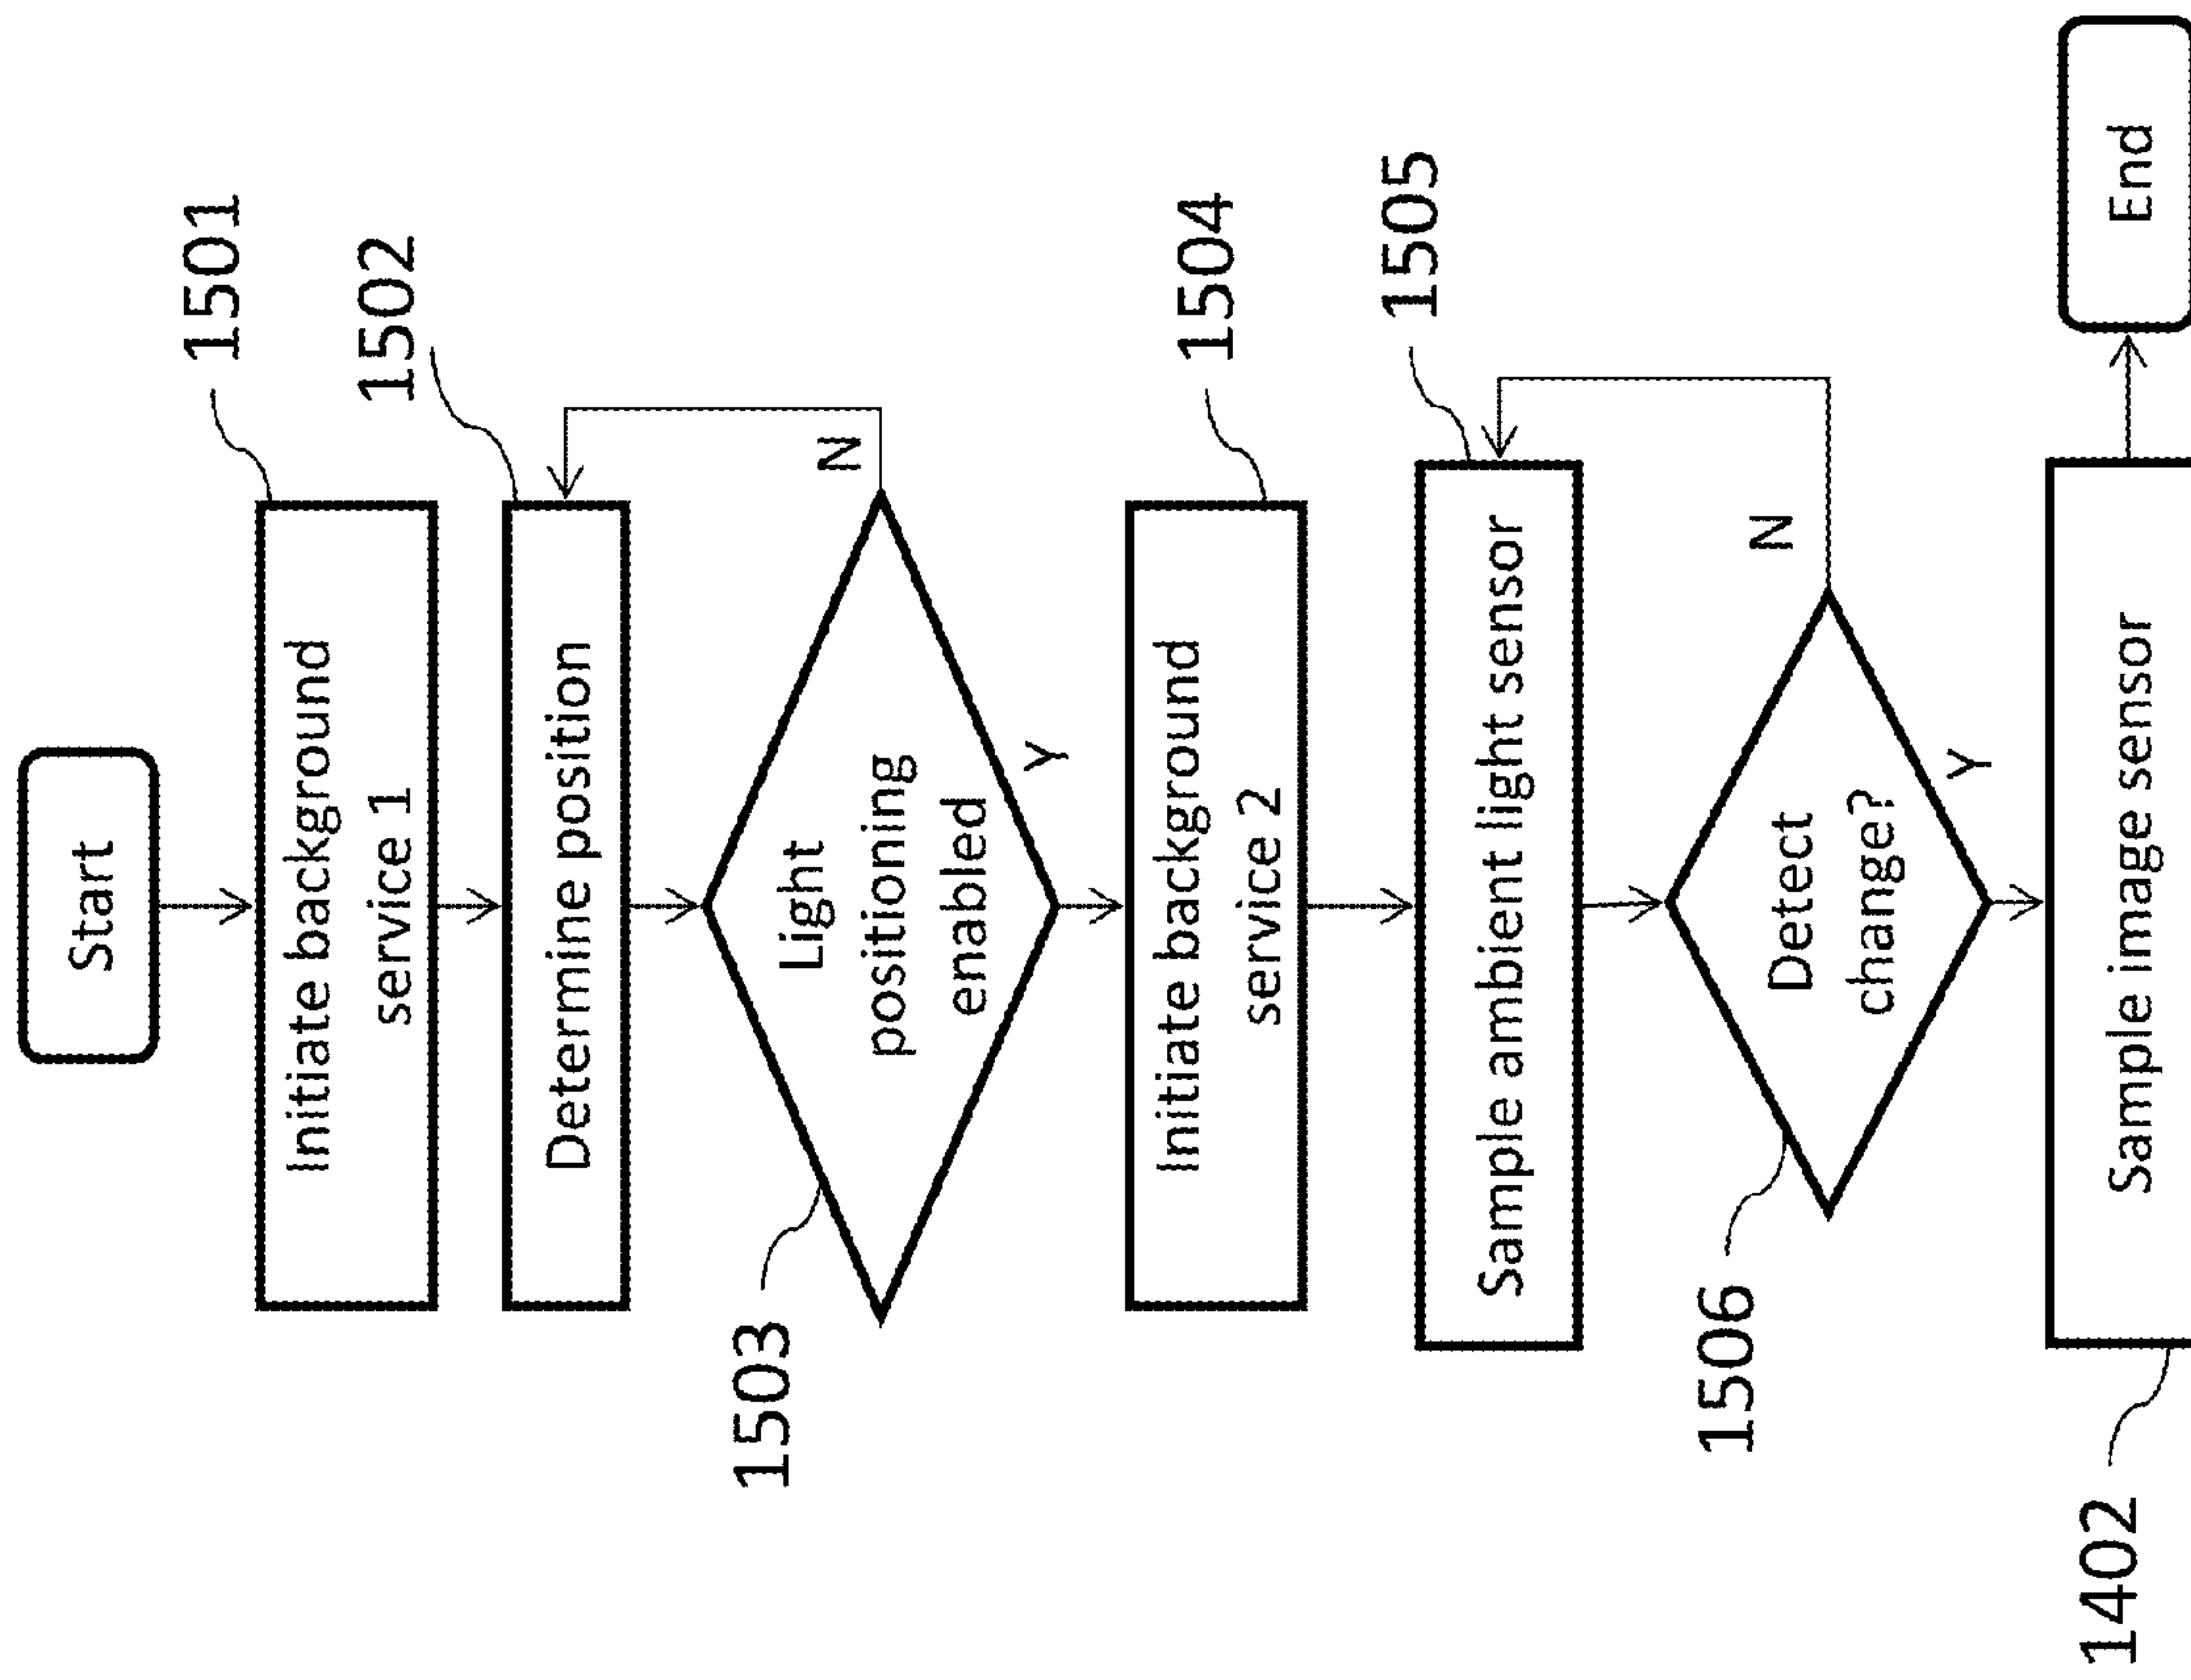 Start
Initiate background
service 1
1501
Determine position
1502
Light
positioning
enabled
1503
N
Y
Initiate background
service 2
1504
Sample ambient light sensor
1505
Detect
change?
1506
N
Y
Sample image sensor
1402
End